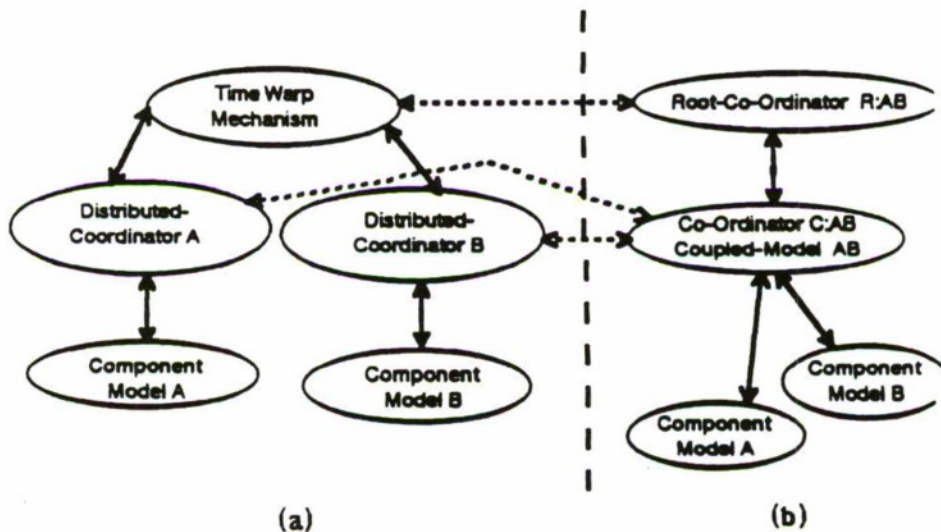 Time Warp
Mechanism
Distributed-
Coordinator A
Distributed-
Coordinator B
Component
Model A
Component
Model B
(a)
Root-Co-Ordinator R:AB
Co-Ordinator C:AB
Coupled-Model AB
Component
Model B
Component
Model A
(b)